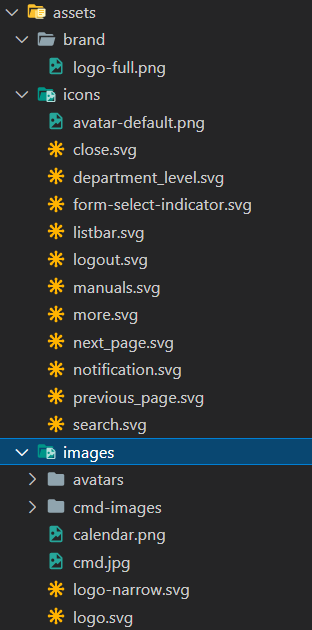 assets
brand
logo-full.png
icons
avatar-default.png
close.svg
department_level.svg
form-select-indicator.svg
listbar.svg
logout.svg
manuals.svg
more.svg
next_page.svg
notification.svg
previous_page.svg
search.svg
images
avatars
cmd-images
calendar.png
cmd.jpg
logo-narrow.svg
logo.svg